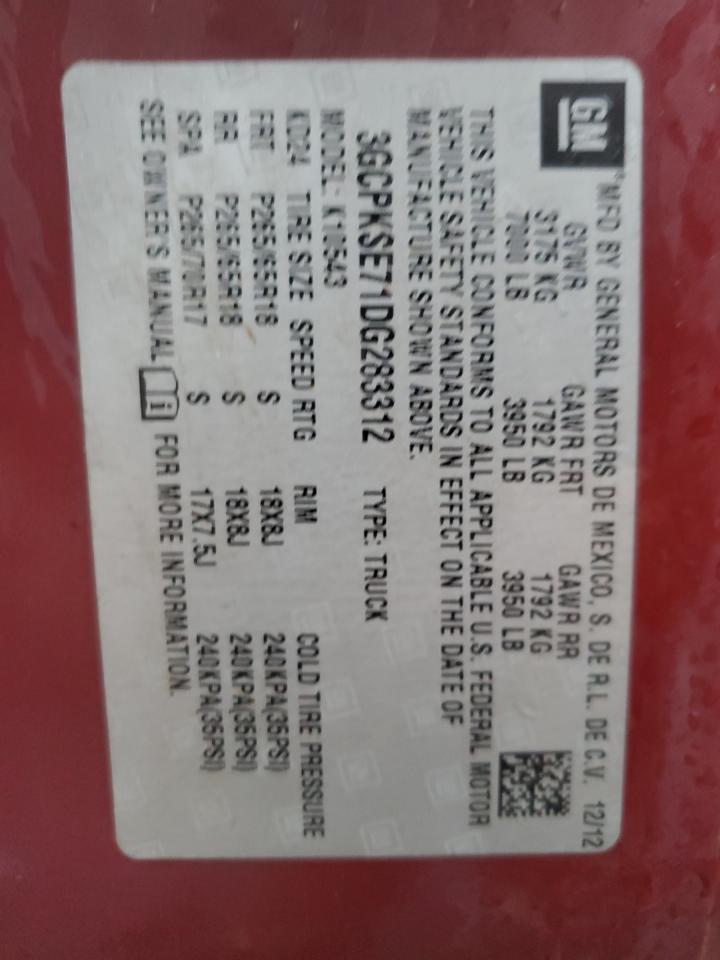 GM
MFD BY GENERAL MOTORS DE MEXICO, S. DE R.L. DE C.V. 12/12
GVWR GAWR FRT GAWR RR
3175 KG 1792 KG 1792 KG
7000 LB 3950 LB 3950 LB
THIS VEHICLE CONFORMS TO ALL APPLICABLE U.S. FEDERAL MOTOR
VEHICLE SAFETY STANDARDS IN EFFECT ON THE DATE OF
MANUFACTURE SHOWN ABOVE.
3GCPKSE71DG283312 TYPE: TRUCK
MODEL: K10543
KD24 TIRE SIZE SPEED RTG RIM COLD TIRE PRESSURE
FRT P265/65R18 S 18X8J 240KPA(35PSI)
RR P265/65R18 S 18X8J 240KPA(35PSI)
SPA P265/70R17 S 17X7.5J 240KPA(35PSI)
SEE OWNER'S MANUAL i FOR MORE INFORMATION.